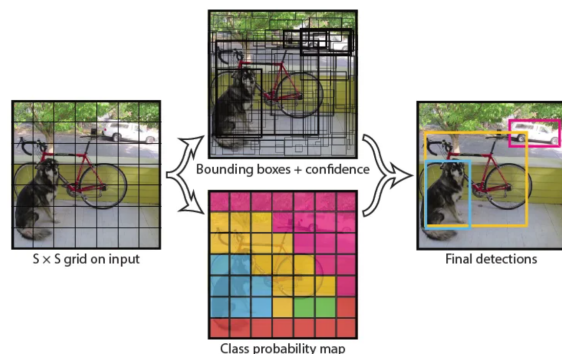 S × S grid on input
Bounding boxes + confidence
Class probability map
Final detections